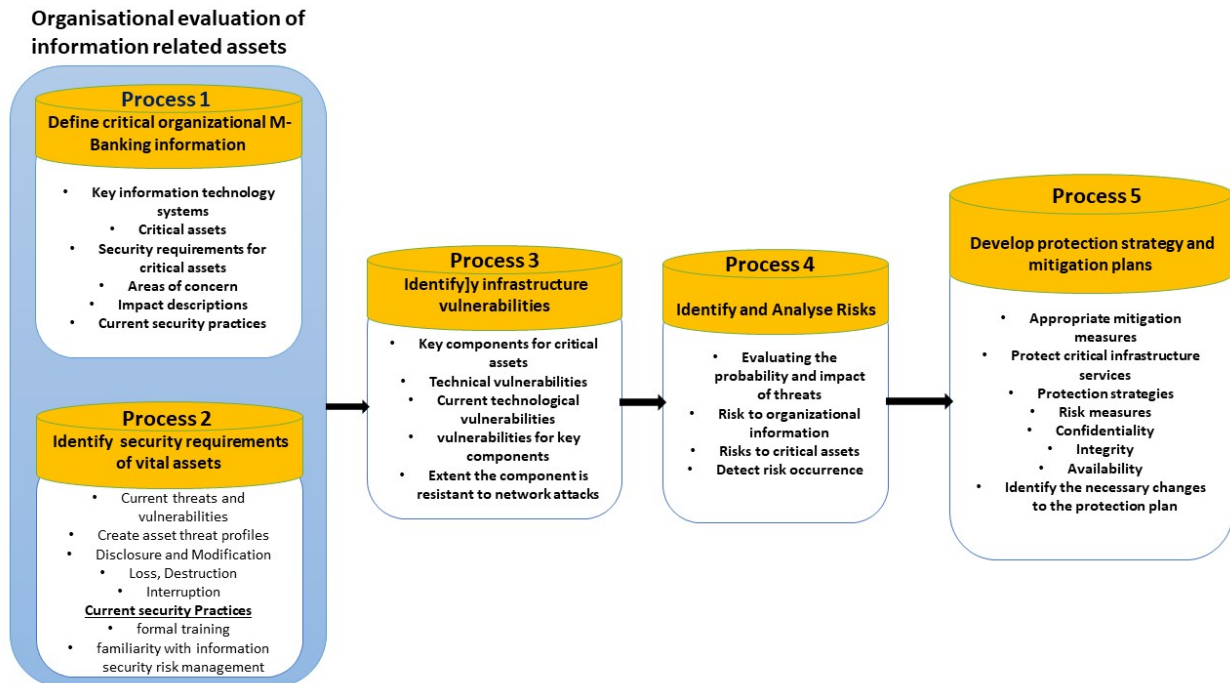 Organisational evaluation of
information related assets
Process 1
Define critical organizational M-
Banking information
• Key information technology
systems
• Critical assets
• Security requirements for
critical assets
• Areas of concern
• Impact descriptions
• Current security practices
Process 2
Identify security requirements
of vital assets
• Current threats and
vulnerabilities
• Create asset threat profiles
• Disclosure and Modification
• Loss, Destruction
• Interruption
Current security Practices
• formal training
• familiarity with information
security risk management
Process 3
Identify]y infrastructure
vulnerabilities
• Key components for critical
assets
• Technical vulnerabilities
• Current technological
vulnerabilities
• vulnerabilities for key
components
• Extent the component is
resistant to network attacks
Process 4
Identify and Analyse Risks
• Evaluating the
probability and impact
of threats
• Risk to organizational
information
• Risks to critical assets
• Detect risk occurrence
Process 5
Develop protection strategy and
mitigation plans
• Appropriate mitigation
measures
• Protect critical infrastructure
services
• Protection strategies
• Risk measures
• Confidentiality
• Integrity
• Availability
• Identify the necessary changes
to the protection plan